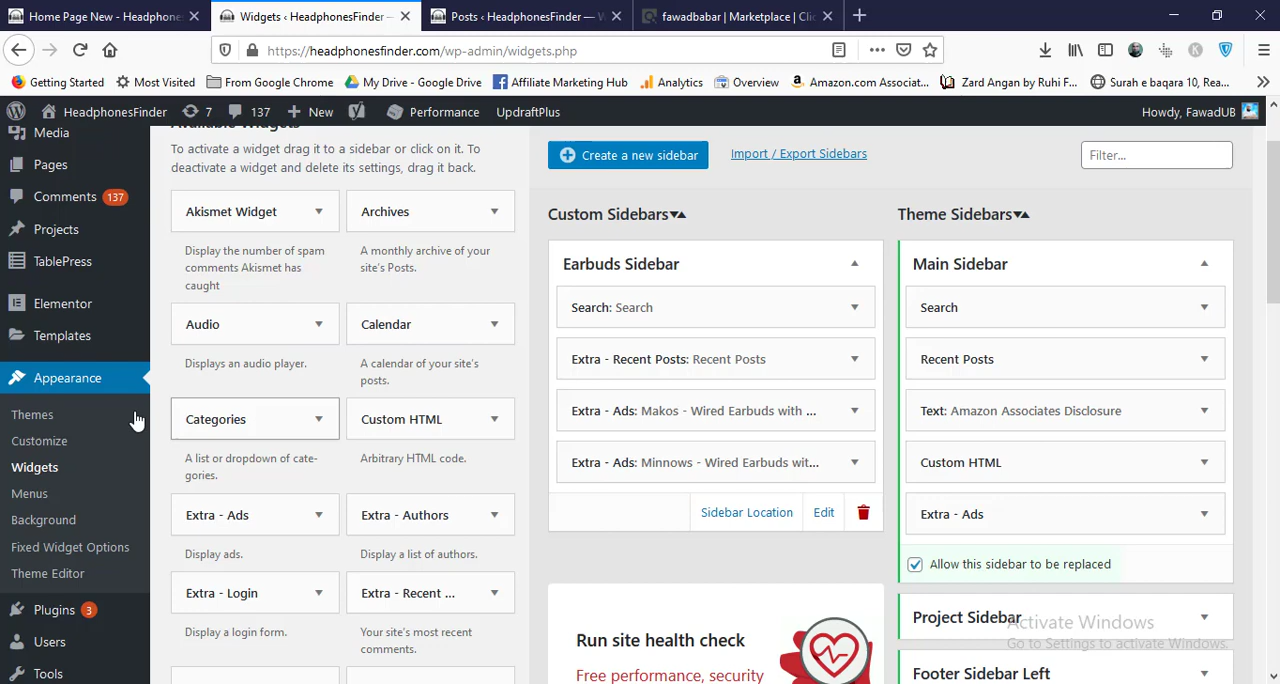 Home Page New - Headphone:
Widgets ‹ HeadphonesFinder —
Posts ‹ HeadphonesFinder — W
fawadbabar | Marketplace | Clic
https://headphonesfinder.com/wp-admin/widgets.php
Getting Started
Most Visited
From Google Chrome
My Drive - Google Drive
Affiliate Marketing Hub
Analytics
Overview
Amazon.com Associat...
Zard Angan by Ruhi F...
Surah e baqara 10, Rea...
HeadphonesFinder
7
137
New
Performance
UpdraftPlus
Howdy, FawadUB
Media
Pages
Comments 137
Projects
TablePress
Elementor
Templates
Appearance
Themes
Customize
Widgets
Menus
Background
Fixed Widget Options
Theme Editor
Plugins 3
Users
Tools
Available Widgets
To activate a widget drag it to a sidebar or click on it. To
deactivate a widget and delete its settings, drag it back.
Akismet Widget
Archives
Display the number of spam
comments Akismet has
caught
A monthly archive of your
site's Posts.
Audio
Calendar
Displays an audio player.
A calendar of your site's
posts.
Categories
Custom HTML
A list or dropdown of cate-
gories.
Arbitrary HTML code.
Extra - Ads
Extra - Authors
Display ads.
Display a list of authors.
Extra - Login
Extra - Recent ...
Display a login form.
Your site's most recent
comments.
Create a new sidebar
Import / Export Sidebars
Filter...
Custom Sidebars
Earbuds Sidebar
Search: Search
Extra - Recent Posts: Recent Posts
Extra - Ads: Makos - Wired Earbuds with ...
Extra - Ads: Minnows - Wired Earbuds wit...
Sidebar Location
Edit
Run site health check
Free performance, security
Theme Sidebars
Main Sidebar
Search
Recent Posts
Text: Amazon Associates Disclosure
Custom HTML
Extra - Ads
Allow this sidebar to be replaced
Project Sidebar
Footer Sidebar Left
Activate Windows
Go to Settings to activate Windows.